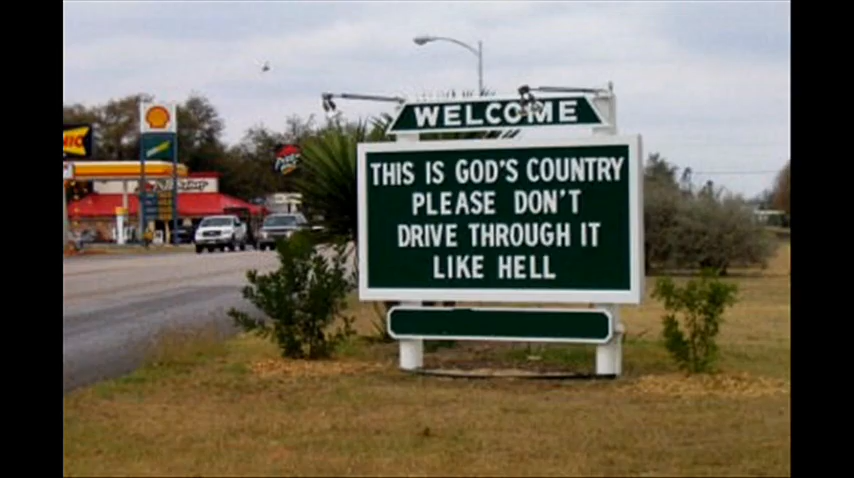 WELCOME
THIS IS GOD'S COUNTRY
PLEASE DON'T
DRIVE THROUGH IT
LIKE HELL